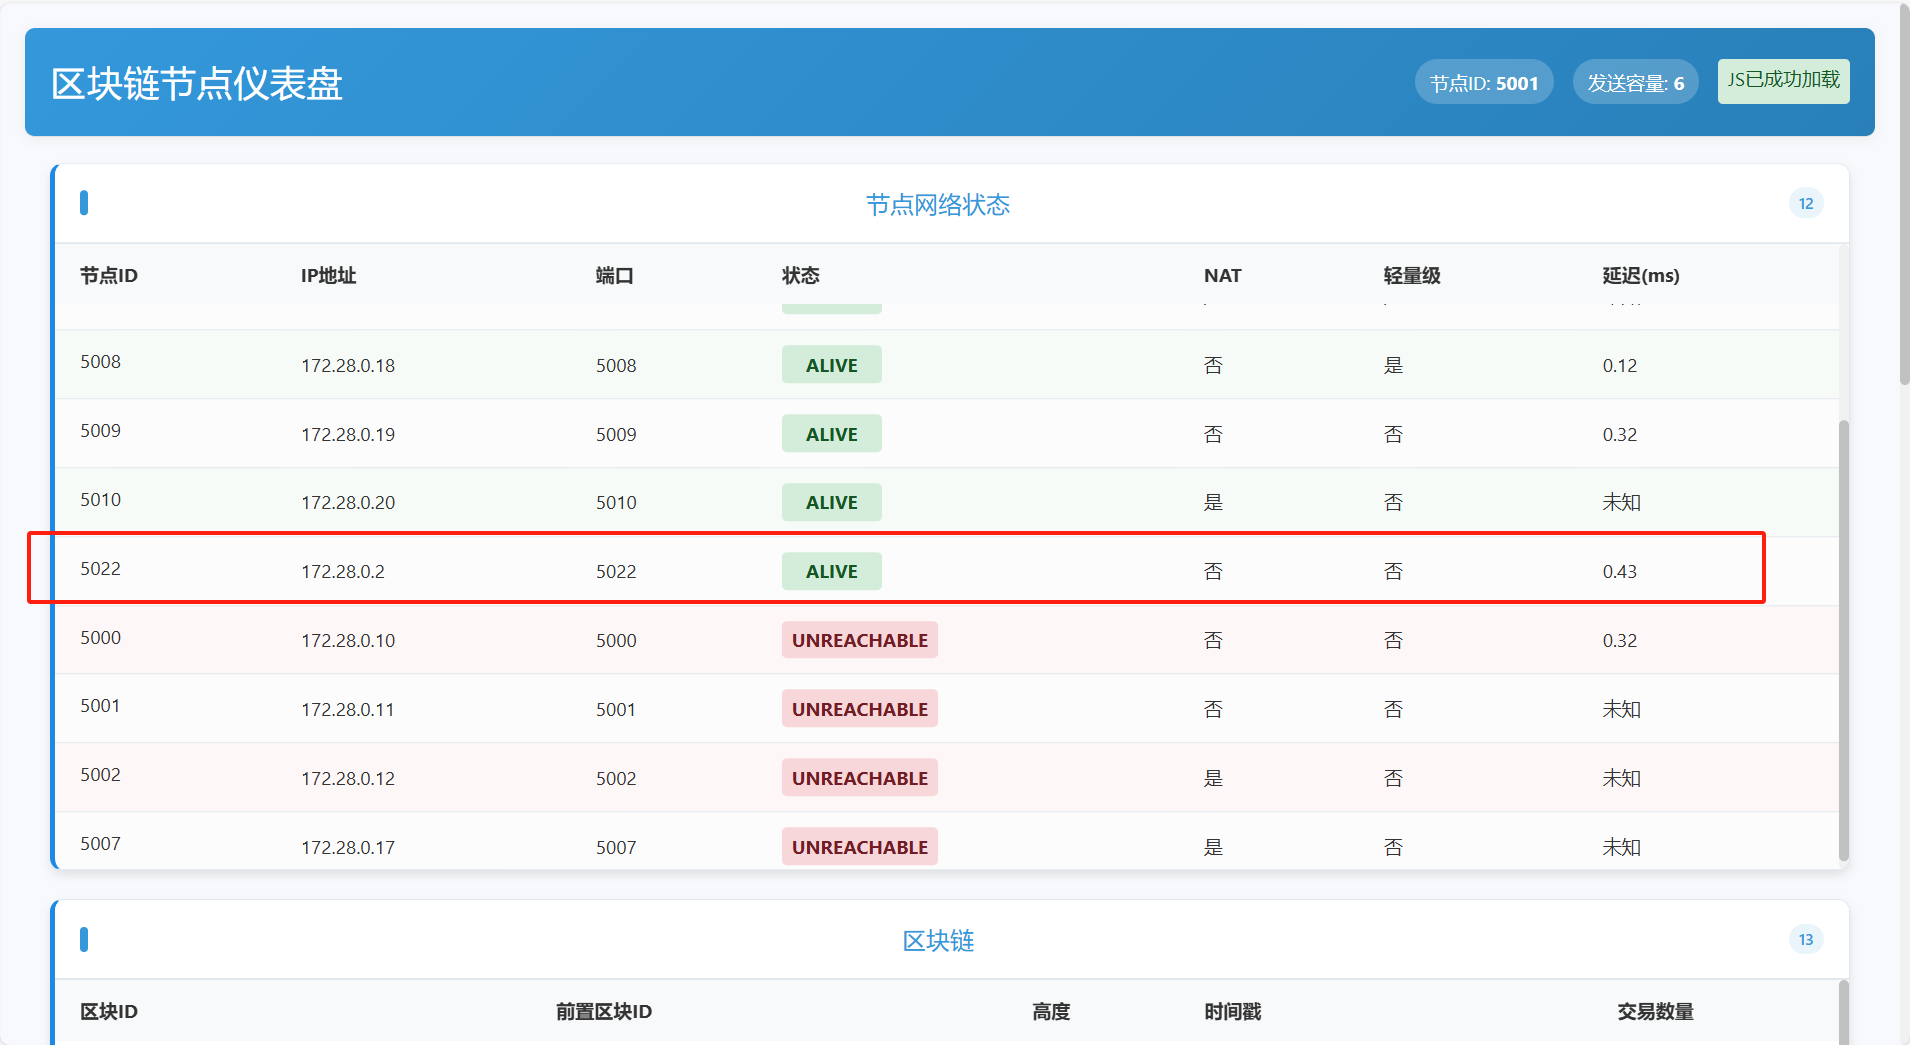 区块链节点仪表盘
节点ID: 5001
发送容量: 6
JS已成功加载
节点网络状态
12
节点ID IP地址 端口 状态 NAT 轻量级 延迟(ms)
5008 172.28.0.18 5008 ALIVE 否 是 0.12
5009 172.28.0.19 5009 ALIVE 否 否 0.32
5010 172.28.0.20 5010 ALIVE 是 否 未知
5022 172.28.0.2 5022 ALIVE 否 否 0.43
5000 172.28.0.10 5000 UNREACHABLE 否 否 0.32
5001 172.28.0.11 5001 UNREACHABLE 否 否 未知
5002 172.28.0.12 5002 UNREACHABLE 是 否 未知
5007 172.28.0.17 5007 UNREACHABLE 是 否 未知
区块链
13
区块ID 前置区块ID 高度 时间戳 交易数量